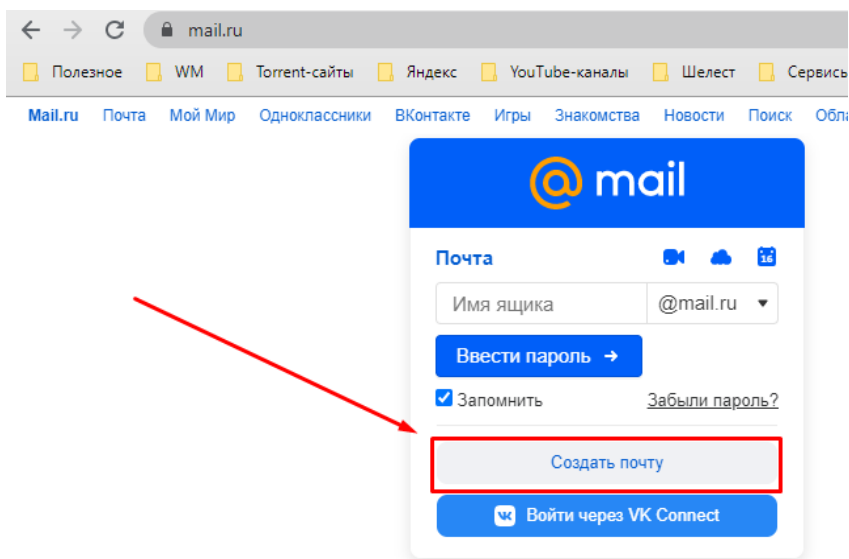 mail.ru
Полезное WM Torrent-сайты Яндекс YouTube-каналы Шелест Сервисы
Mail.ru Почта Мой Мир Одноклассники ВКонтакте Игры Знакомства Новости Поиск
mail
Почта 16
Имя ящика @mail.ru
Ввести пароль →
Запомнить Забыли пароль?
Создать почту
Войти через VK Connect